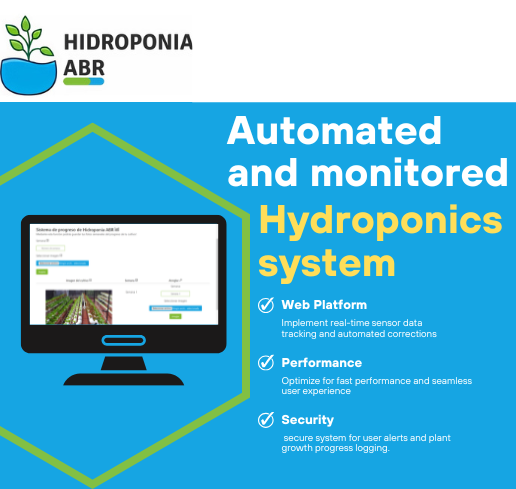 HIDROPONIA
ABR
Automated
and monitored
Hydroponics
system
Sistema de progreso de Hidroponia ABR
Web Platform
Implement real-time sensor data
tracking and automated corrections
Performance
Optimize for fast performance and seamless
user experience
Security
secure system for user alerts and plant
growth progress logging.